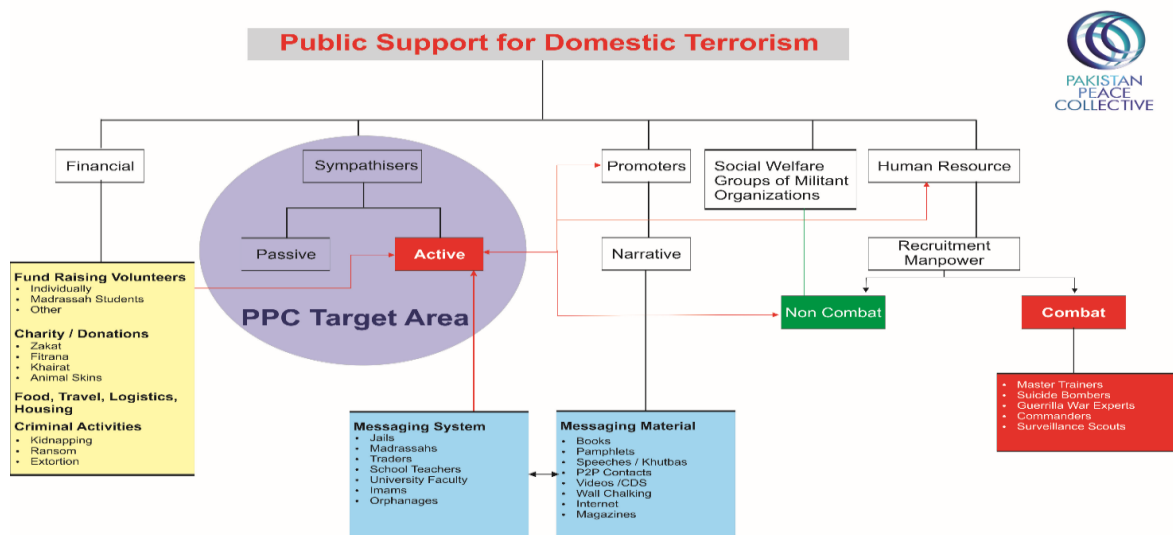 Public Support for Domestic Terrorism
PAKISTAN
PEACE
COLLECTIVE
Financial
Sympathisers
Promoters
Social Welfare
Groups of Militant
Organizations
Human Resource
Passive
Active
Narrative
Recruitment
Manpower
PPC Target Area
Non Combat
Combat
Fund Raising Volunteers
• Individually
• Madrassah Students
• Other
Charity / Donations
• Zakat
• Fitrana
• Khairat
• Animal Skins
Food, Travel, Logistics,
Housing
Criminal Activities
• Kidnapping
• Ransom
• Extortion
Messaging System
• Jails
• Madrassahs
• Traders
• School Teachers
• University Faculty
• Imams
• Orphanages
Messaging Material
• Books
• Pamphlets
• Speeches / Khutbas
• P2P Contacts
• Videos /CDS
• Wall Chalking
• Internet
• Magazines
• Master Trainers
• Suicide Bombers
• Guerrilla War Experts
• Commanders
• Surveillance Scouts